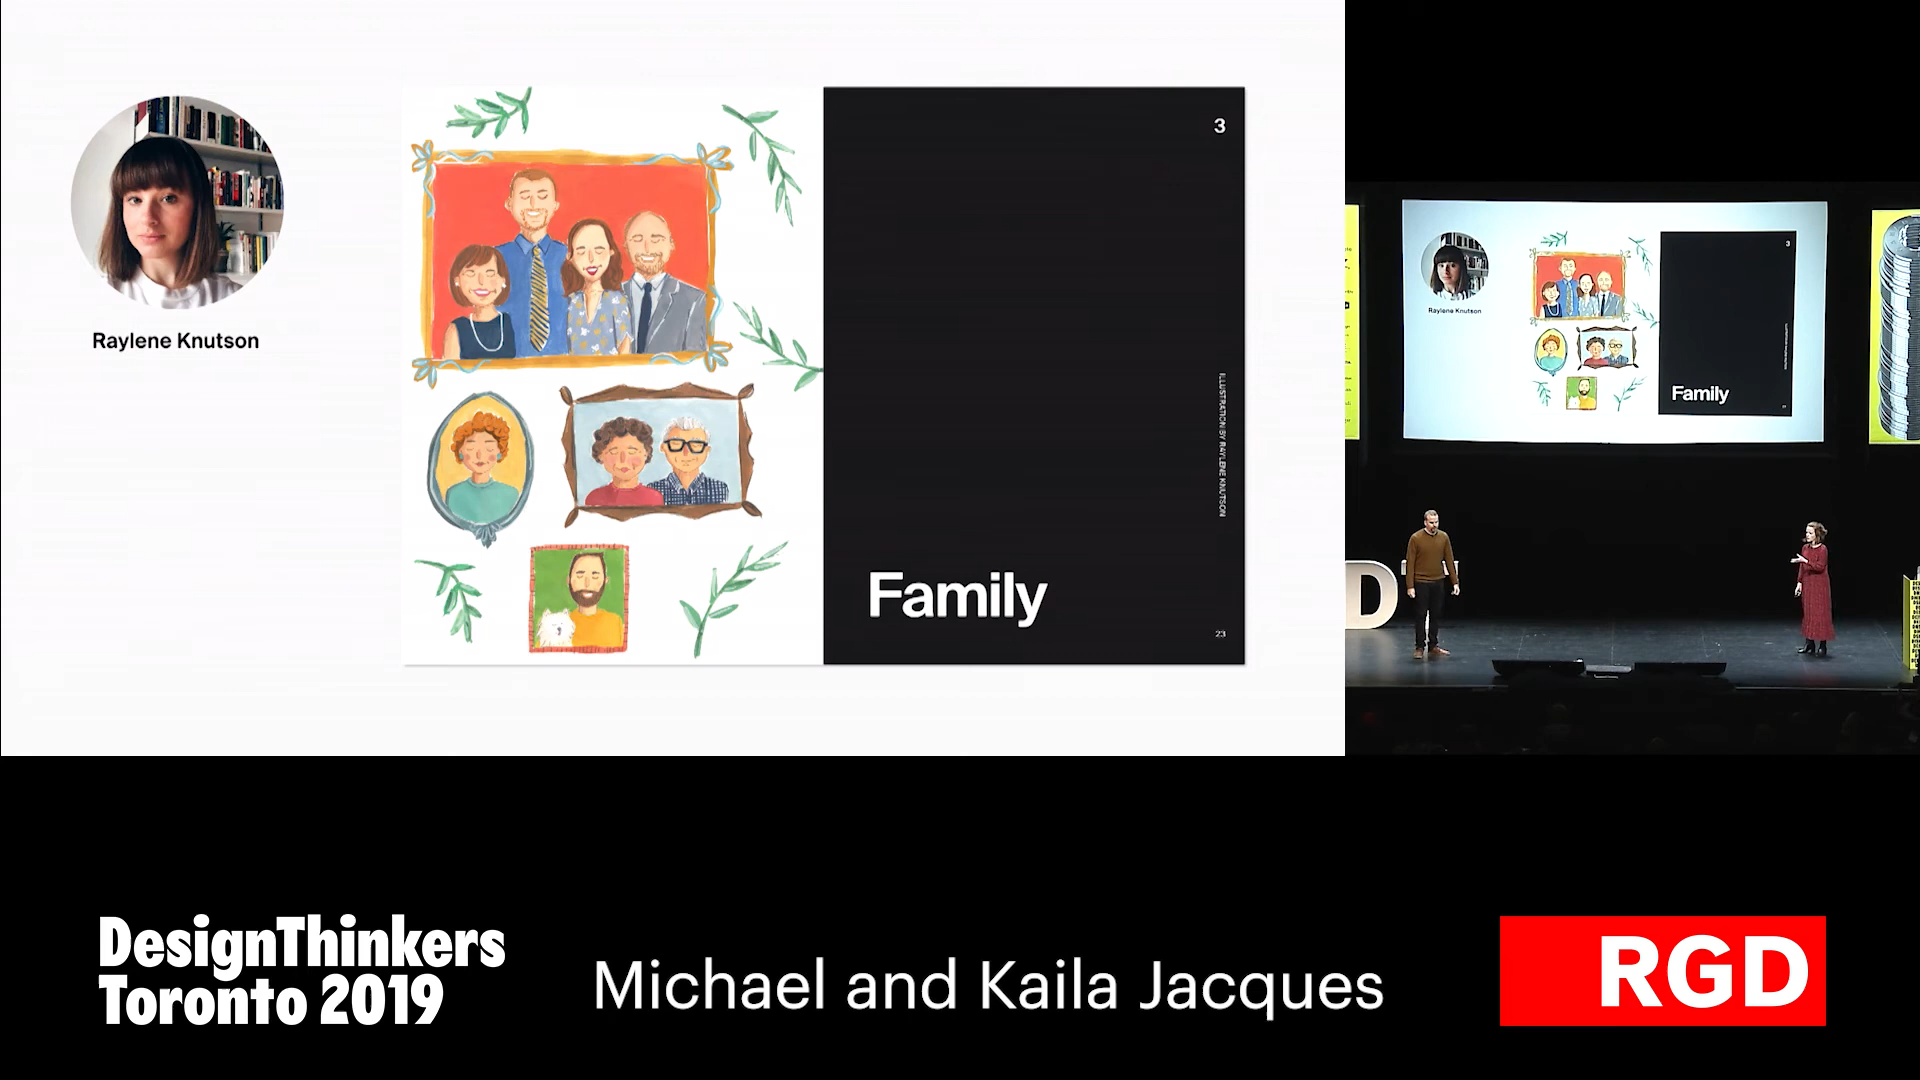 Raylene Knutson
3
ILLUSTRATION BY RAYLENE KNUTSON
Family
23
Raylene Knutson
3
Family
D
DesignThinkers
Toronto 2019
Michael and Kaila Jacques
RGD